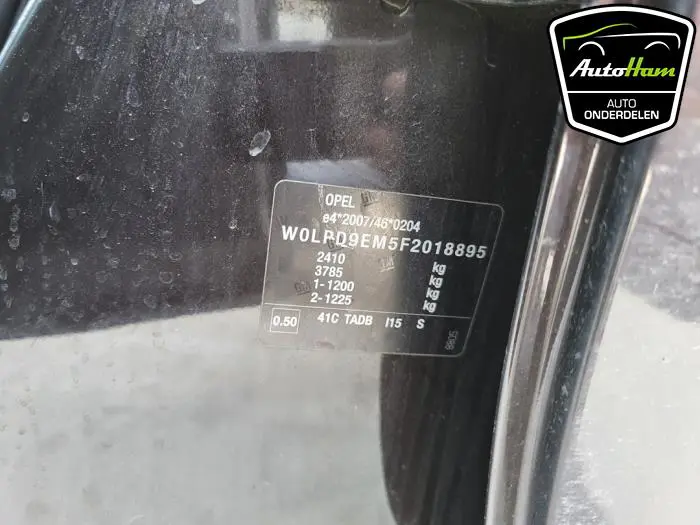 AutoHam
AUTO
ONDERDELEN
OPEL
e4*2007/46*0204
W0LPD9EM5F2018895
2410 kg
3785 kg
1-1200 kg
2-1225 kg
0.50 41C TADB I15 S